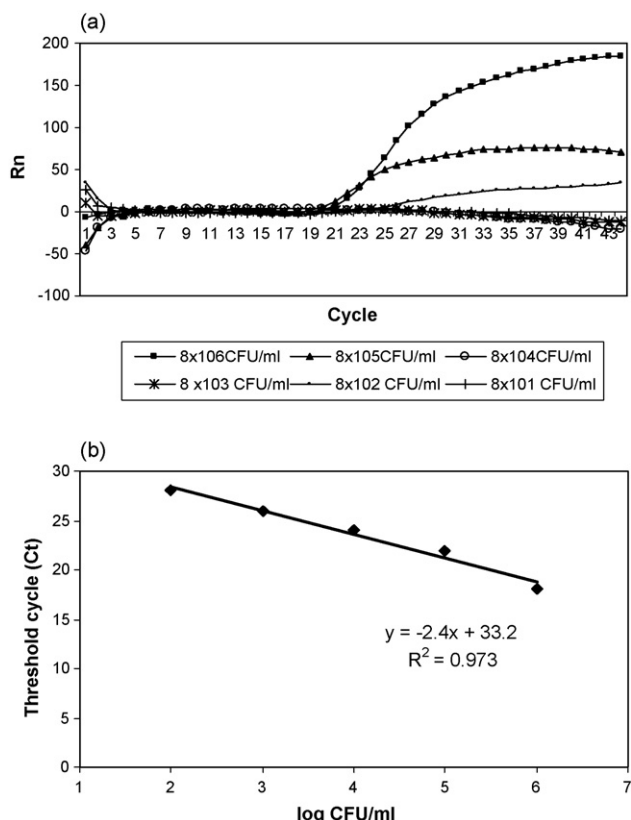 (a)
200
150
100
50
0
-50
-100
Rn
1 3 5 7 9 11 13 15 17 19 21 23 25 27 29 31 33 35 37 39 41 43
Cycle
8x106CFU/ml 8x105CFU/ml 8x104CFU/ml
8 x103 CFU/ml 8x102 CFU/ml 8x101 CFU/ml
(b)
30
25
20
15
10
5
0
Threshold cycle (Ct)
y = -2.4x + 33.2
R² = 0.973
1 2 3 4 5 6 7
log CFU/ml